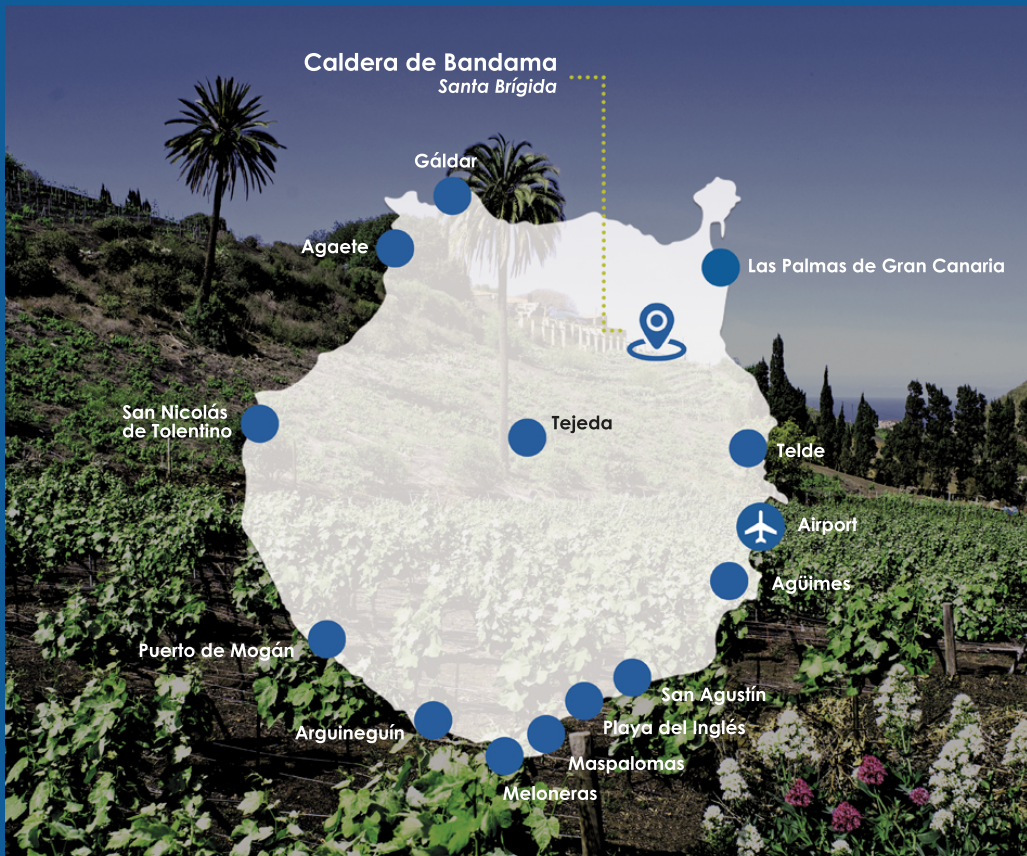 Caldera de Bandama
Santa Brígida
Gáldar
Agaete
Las Palmas de Gran Canaria
San Nicolás
de Tolentino
Tejeda
Telde
Airport
Agüimes
Puerto de Mogán
San Agustín
Arguineguín
Playa del Inglés
Maspalomas
Meloneras